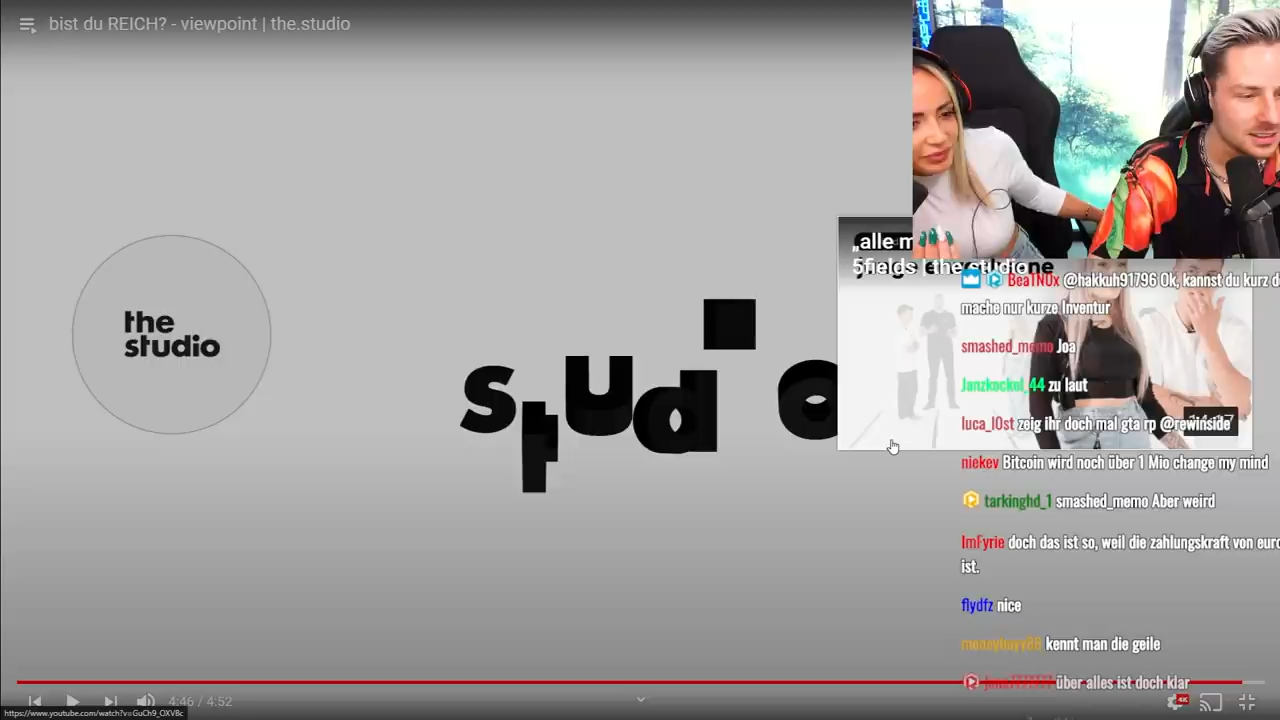 bist du REICH? - viewpoint | the.studio
the
studio
studio
„alle m
5fields | the.studio
BeaTN0x @hakkuh91796 Ok, kannst du kurz d
mache nur kurze Inventur
smashed_memo Joa
Janzkockol_44 zu laut
luca_l0st zeig ihr doch mal gta rp @rewinside
niekev Bitcoin wird noch über 1 Mio change my mind
tarkinghd_1 smashed_memo Aber weird
ImFyrie doch das ist so, weil die zahlungskraft von euro
ist.
flydfz nice
kennt man die geile
über alles ist doch klar
4:46 / 4:52
4K
https://www.youtube.com/watch?v=GuCh9_OXVBc